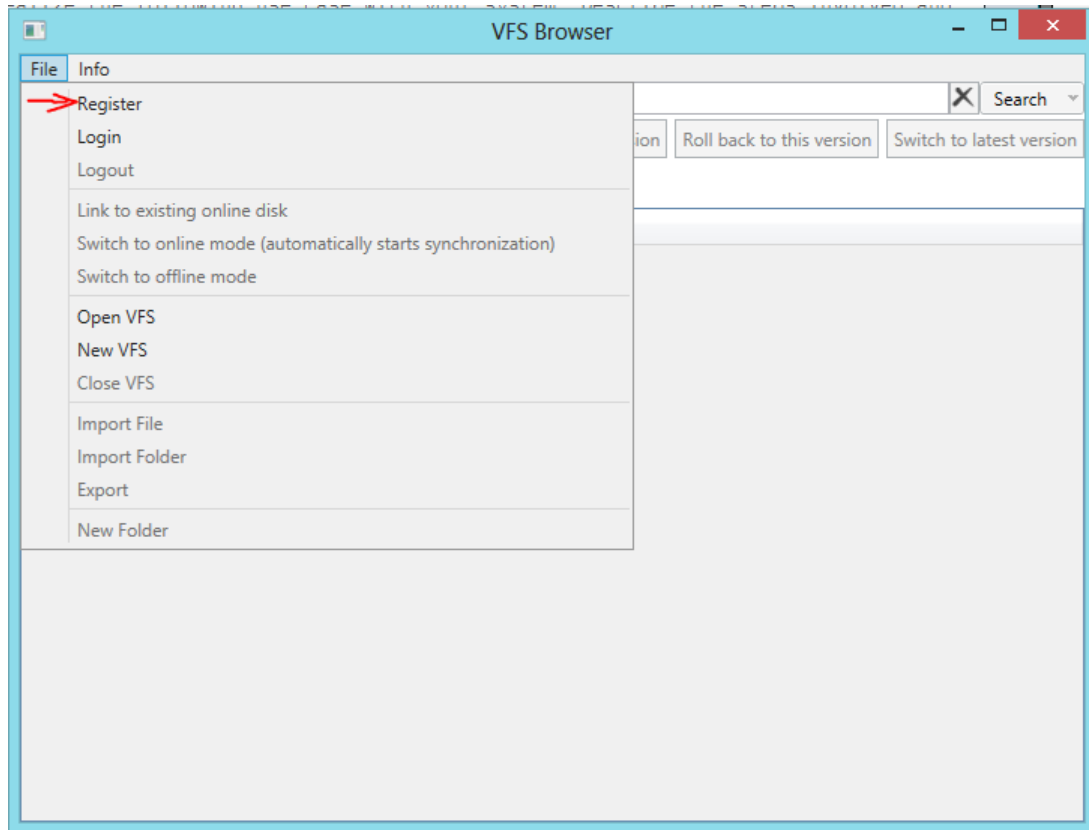 VFS Browser
File Info
Register
Search
Login
ion Roll back to this version Switch to latest version
Logout
Link to existing online disk
Switch to online mode (automatically starts synchronization)
Switch to offline mode
Open VFS
New VFS
Close VFS
Import File
Import Folder
Export
New Folder